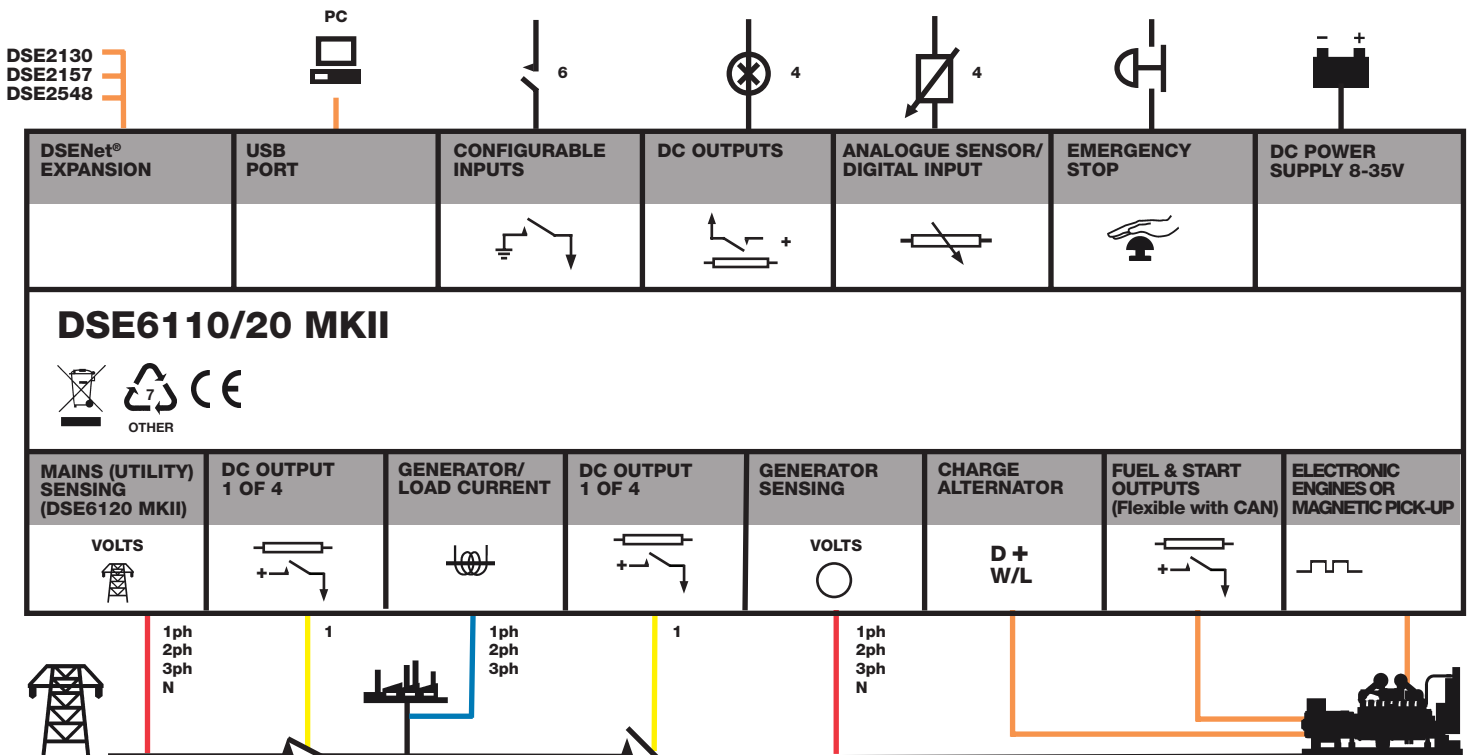 PC
DSE2130
DSE2157
DSE2548
6
4
4
− +
DSENet®
EXPANSION
USB
PORT
CONFIGURABLE
INPUTS
DC OUTPUTS
ANALOGUE SENSOR/
DIGITAL INPUT
EMERGENCY
STOP
DC POWER
SUPPLY 8-35V
+
DSE6110/20 MKII
7
CE
OTHER
MAINS (UTILITY)
SENSING
(DSE6120 MKII)
DC OUTPUT
1 OF 4
GENERATOR/
LOAD CURRENT
DC OUTPUT
1 OF 4
GENERATOR
SENSING
CHARGE
ALTERNATOR
FUEL & START
OUTPUTS
(Flexible with CAN)
ELECTRONIC
ENGINES OR
MAGNETIC PICK-UP
VOLTS
+
+
VOLTS
D +
W/L
+
1ph
2ph
3ph
N
1
1ph
2ph
3ph
1
1ph
2ph
3ph
N